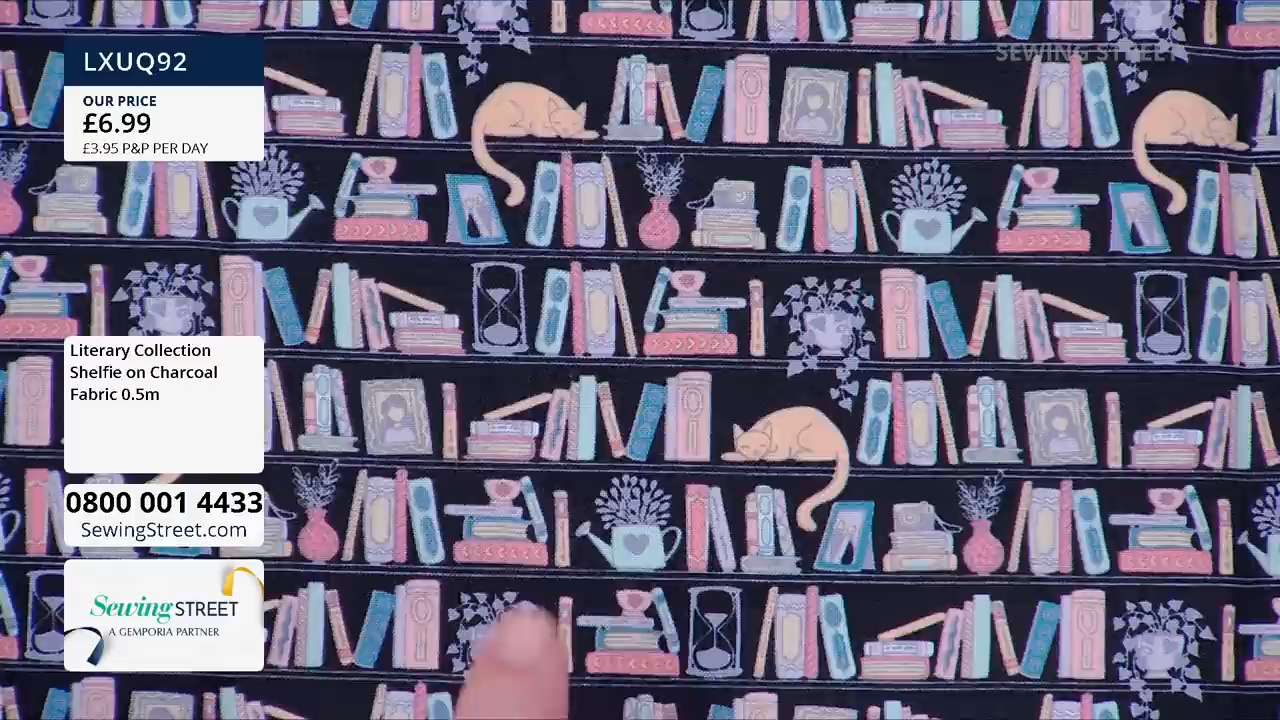 SEWING STREET
LXUQ92
OUR PRICE
£6.99
£3.95 P&P PER DAY
Literary Collection
Shelfie on Charcoal
Fabric 0.5m
0800 001 4433
SewingStreet.com
Sewing STREET
A GEMPORIA PARTNER